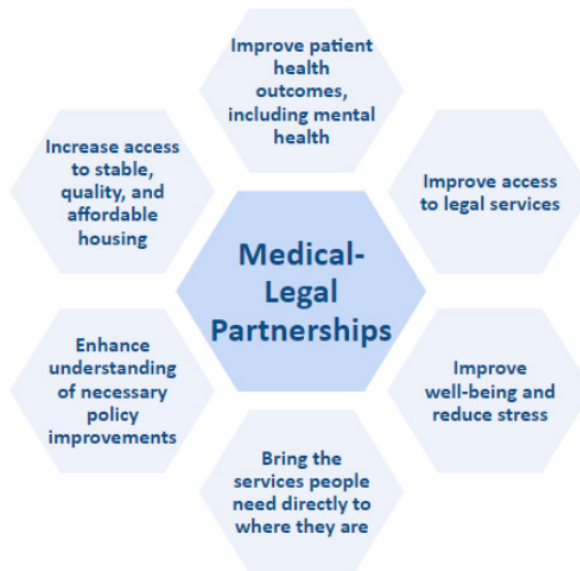 Improve patient
health
outcomes,
including mental
health
Increase access
to stable,
quality, and
affordable
housing
Improve access
to legal services
Medical-
Legal
Partnerships
Enhance
understanding
of necessary
policy
improvements
Improve
well-being and
reduce stress
Bring the
services people
need directly to
where they are